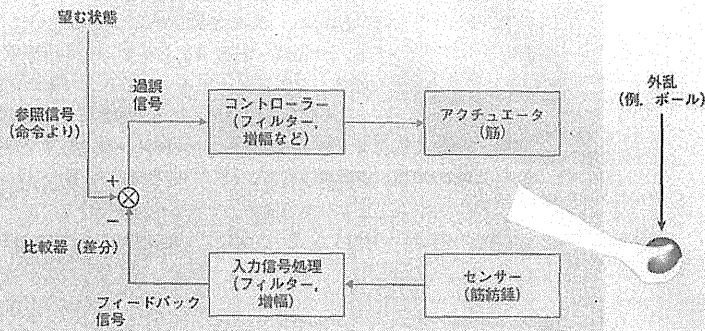 望む状態
過誤
信号
参照信号
(命令より)
コントローラー
(フィルター,
増幅など)
アクチュエータ
(筋)
外乱
(例. ボール)
+
−
比較器（差分）
フィードバック
信号
入力信号処理
(フィルター,
増幅)
センサー
(筋紡錘)